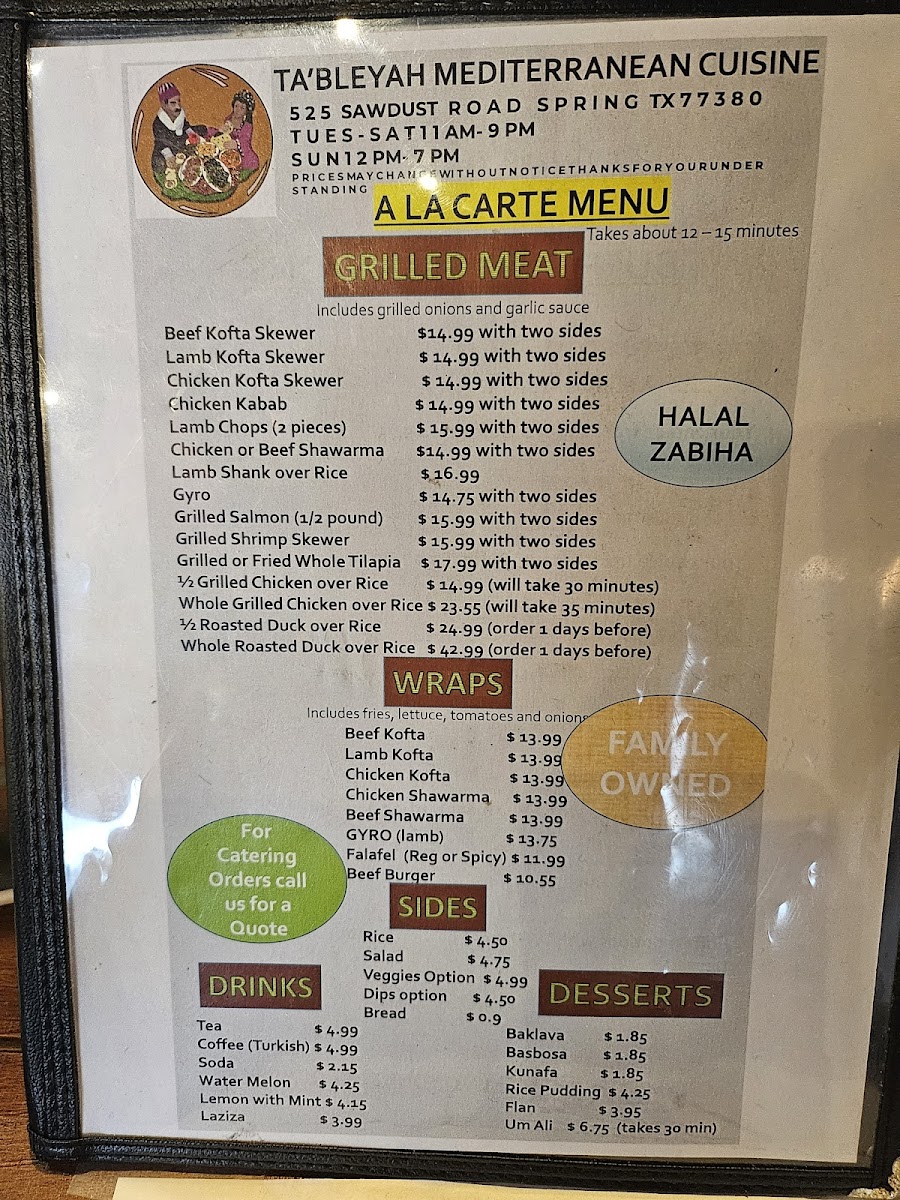 TA'BLEYAH MEDITERRANEAN CUISINE
525 SAWDUST ROAD SPRING TX77380
TUES-SAT11AM-9PM
SUN12PM-7PM
PRICESMAYCHANGEWITHOUTNOTICETHANKSFORYOURUNDER
STANDING
A LA CARTE MENU
Takes about 12 – 15 minutes
GRILLED MEAT
Includes grilled onions and garlic sauce
Beef Kofta Skewer $14.99 with two sides
Lamb Kofta Skewer $ 14.99 with two sides
Chicken Kofta Skewer $ 14.99 with two sides
Chicken Kabab $ 14.99 with two sides
Lamb Chops (2 pieces) $ 15.99 with two sides
Chicken or Beef Shawarma $14.99 with two sides
Lamb Shank over Rice $ 16.99
Gyro $ 14.75 with two sides
Grilled Salmon (1/2 pound) $ 15.99 with two sides
Grilled Shrimp Skewer $ 15.99 with two sides
Grilled or Fried Whole Tilapia $ 17.99 with two sides
½ Grilled Chicken over Rice $ 14.99 (will take 30 minutes)
Whole Grilled Chicken over Rice $ 23.55 (will take 35 minutes)
½ Roasted Duck over Rice $ 24.99 (order 1 days before)
Whole Roasted Duck over Rice $ 42.99 (order 1 days before)
HALAL
ZABIHA
WRAPS
Includes fries, lettuce, tomatoes and onions
Beef Kofta $ 13.99
Lamb Kofta $ 13.99
Chicken Kofta $ 13.99
Chicken Shawarma $ 13.99
Beef Shawarma $ 13.99
GYRO (lamb) $ 13.75
Falafel (Reg or Spicy) $ 11.99
Beef Burger $ 10.55
FAMILY
OWNED
For
Catering
Orders call
us for a
Quote
SIDES
Rice $ 4.50
Salad $ 4.75
Veggies Option $ 4.99
Dips option $ 4.50
Bread $ 0.9
DRINKS
Tea $ 4.99
Coffee (Turkish) $ 4.99
Soda $ 2.15
Water Melon $ 4.25
Lemon with Mint $ 4.15
Laziza $ 3.99
DESSERTS
Baklava $ 1.85
Basbosa $ 1.85
Kunafa $ 1.85
Rice Pudding $ 4.25
Flan $ 3.95
Um Ali $ 6.75 (takes 30 min)